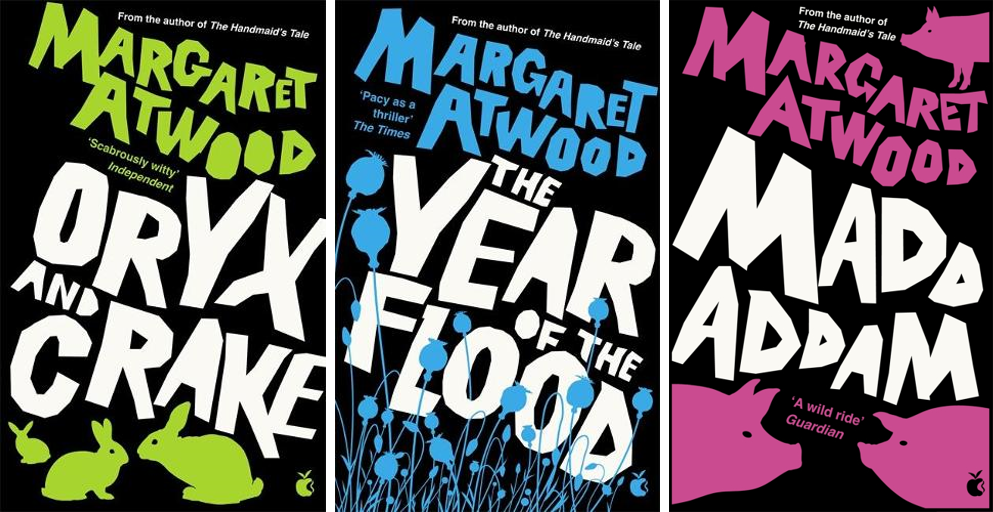 From the author of The Handmaid's Tale
MARGARET
ATWOOD
'Scabrously witty'
Independent
ORYX
AND
CRAKE
From the author of The Handmaid's Tale
MARGARET
ATWOOD
'Pacy as a
thriller'
The Times
THE
YEAR
OF THE
FLOOD
From the author of
The Handmaid's Tale
MARGARET
ATWOOD
MADD
ADDAM
'A wild ride'
Guardian